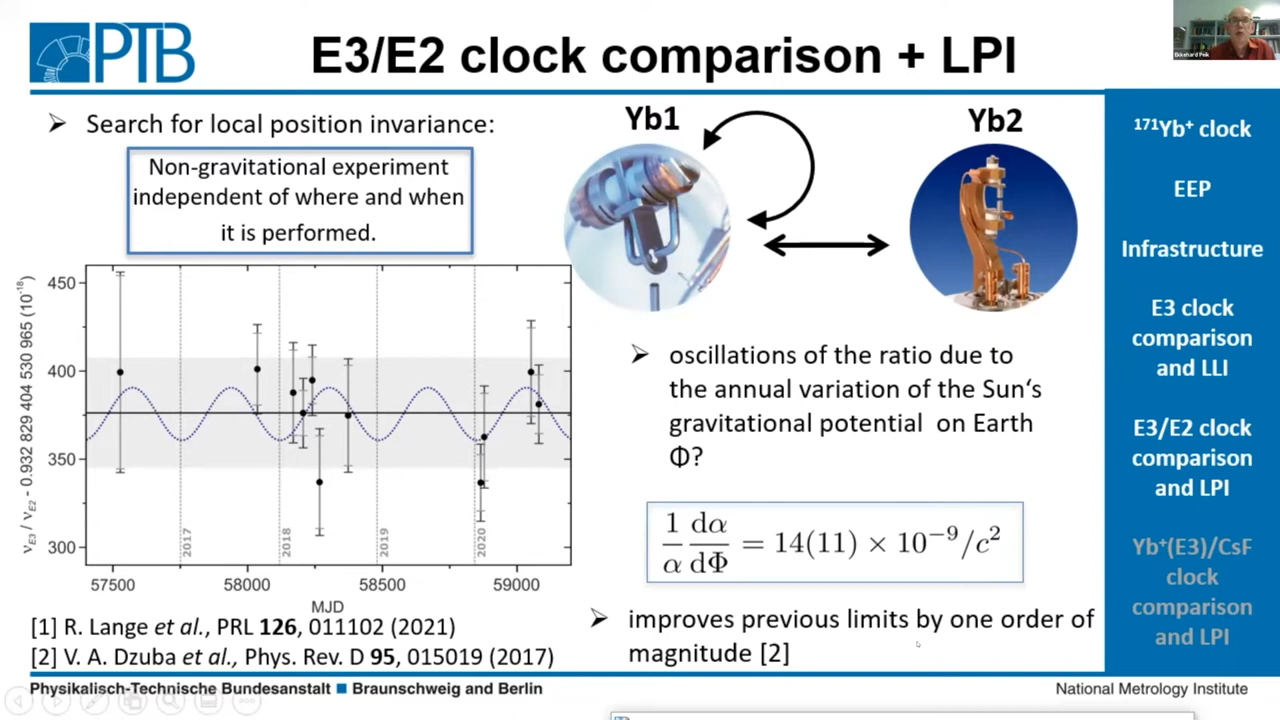 PTB
E3/E2 clock comparison + LPI
Ekkehard Peik
➢ Search for local position invariance:
Non-gravitational experiment
independent of where and when
it is performed.
Yb1
Yb2
ν_E3 / ν_E2 - 0.932 829 404 530 965 (10⁻¹⁸)
450
400
350
300
2017
2018
2019
2020
57500
58000
58500
59000
MJD
➢ oscillations of the ratio due to
the annual variation of the Sun‘s
gravitational potential on Earth
Φ?
1/α dα/dΦ = 14(11) × 10⁻⁹/c²
➢ improves previous limits by one order of
magnitude [2]
[1] R. Lange et al., PRL 126, 011102 (2021)
[2] V. A. Dzuba et al., Phys. Rev. D 95, 015019 (2017)
¹⁷¹Yb⁺ clock
EEP
Infrastructure
E3 clock
comparison
and LLI
E3/E2 clock
comparison
and LPI
Yb⁺(E3)/CsF
clock
comparison
and LPI
Physikalisch-Technische Bundesanstalt ■ Braunschweig and Berlin
National Metrology Institute